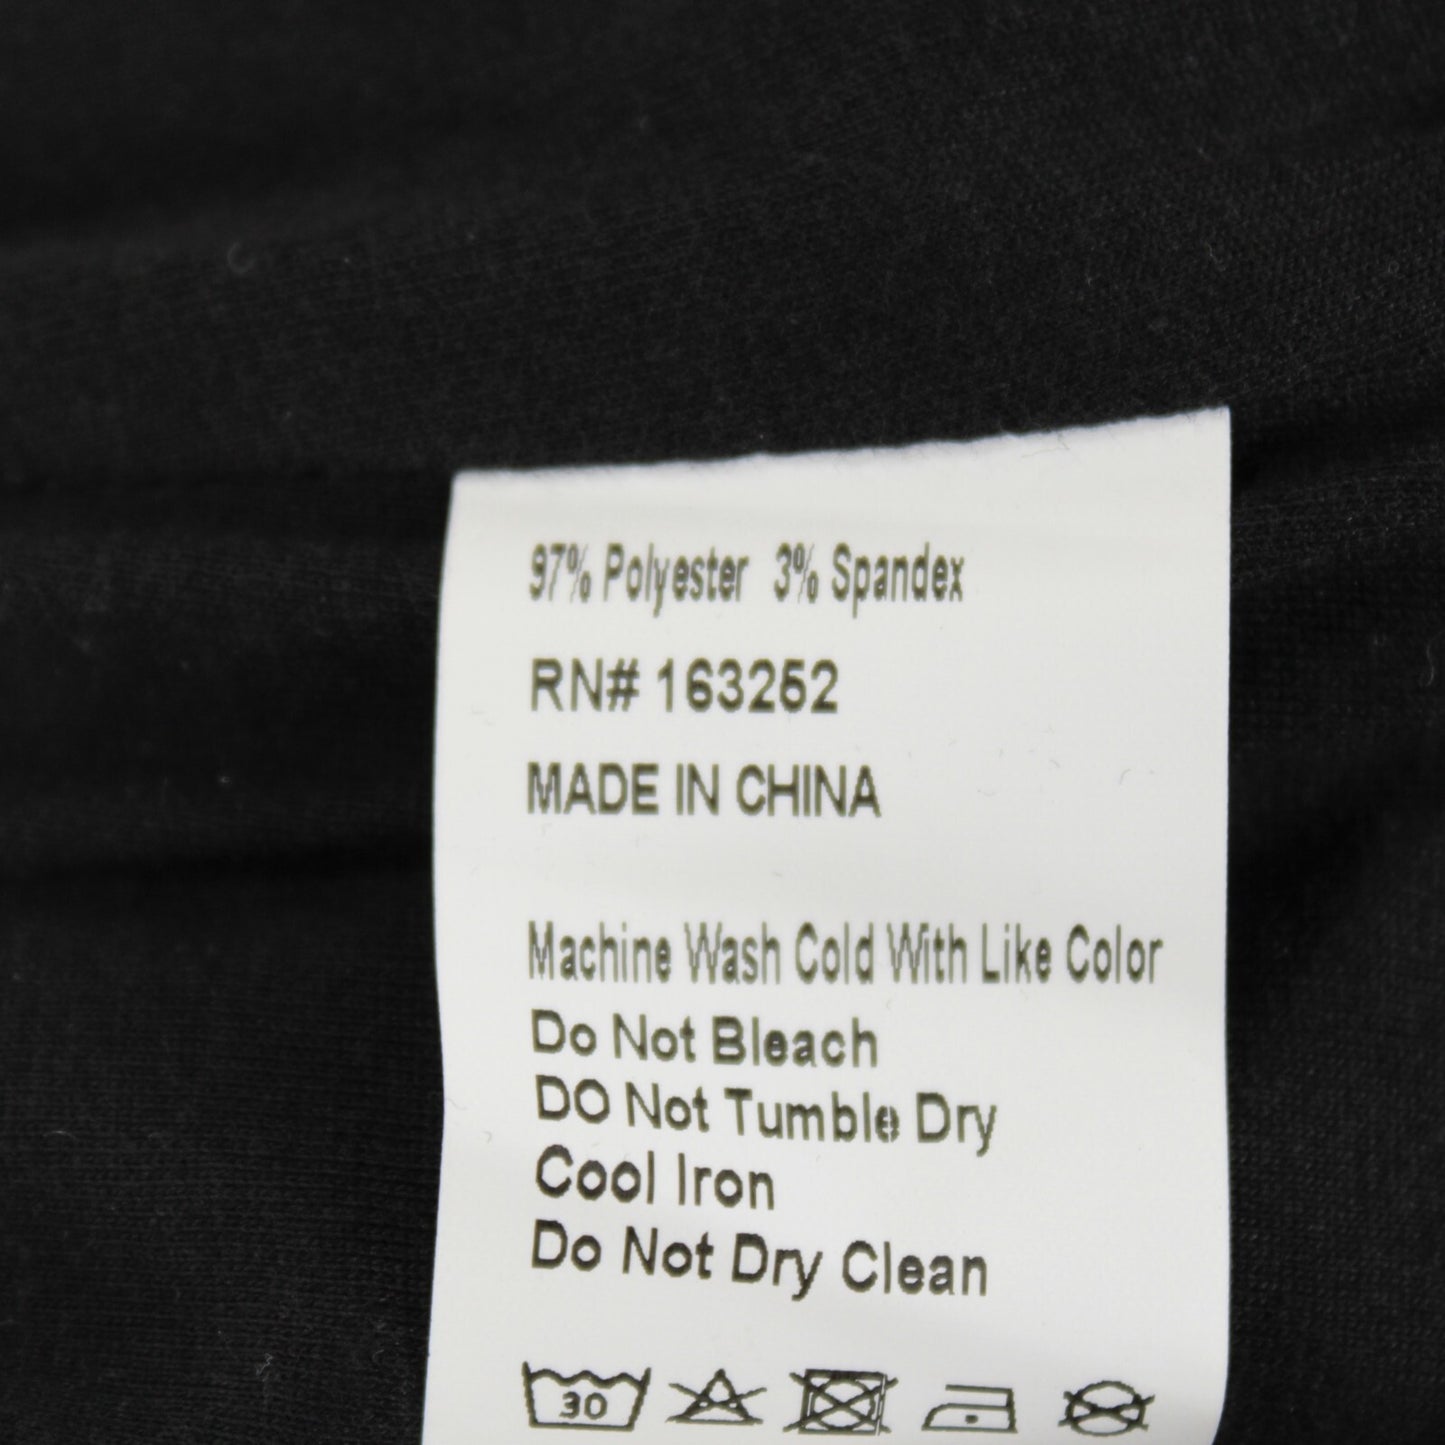 97% Polyester 3% Spandex
RN# 163252
MADE IN CHINA
Machine Wash Cold With Like Color
Do Not Bleach
DO Not Tumble Dry
Cool Iron
Do Not Dry Clean
30